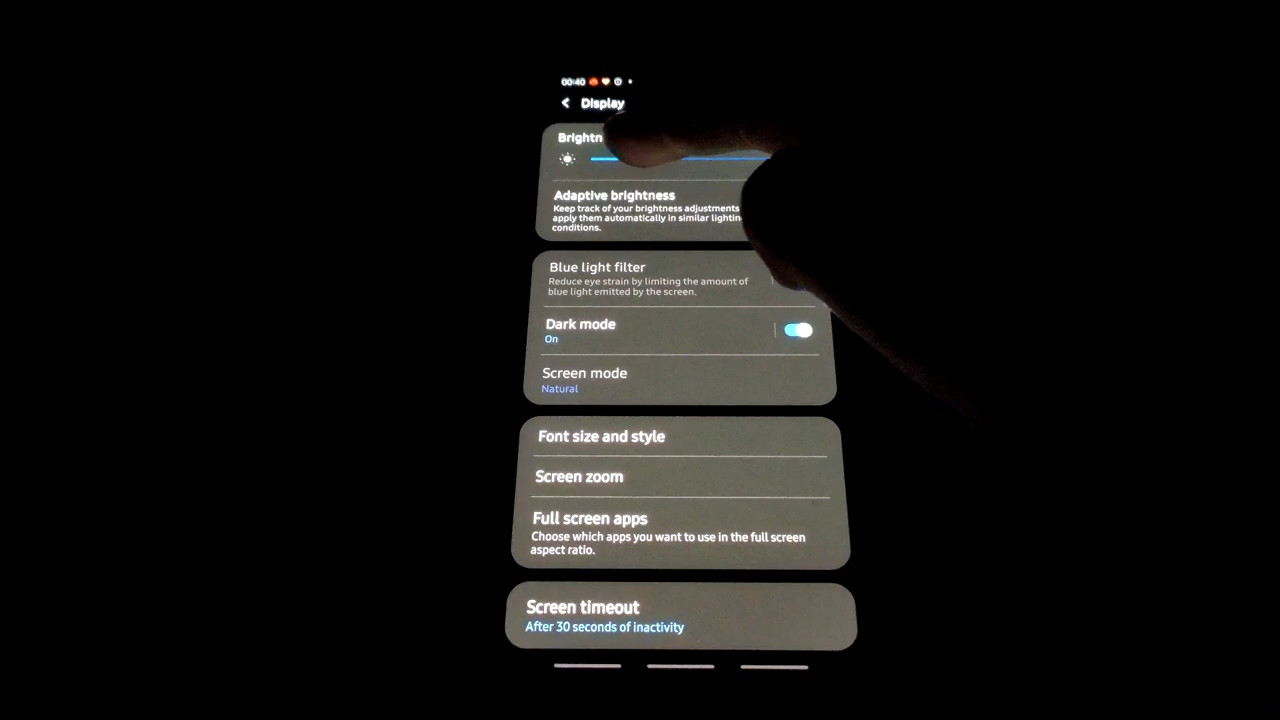 00:40
Display
Brightn
Adaptive brightness
Keep track of your brightness adjustments
apply them automatically in similar lightin
conditions.
Blue light filter
Reduce eye strain by limiting the amount of
blue light emitted by the screen.
Dark mode
On
Screen mode
Natural
Font size and style
Screen zoom
Full screen apps
Choose which apps you want to use in the full screen
aspect ratio.
Screen timeout
After 30 seconds of inactivity